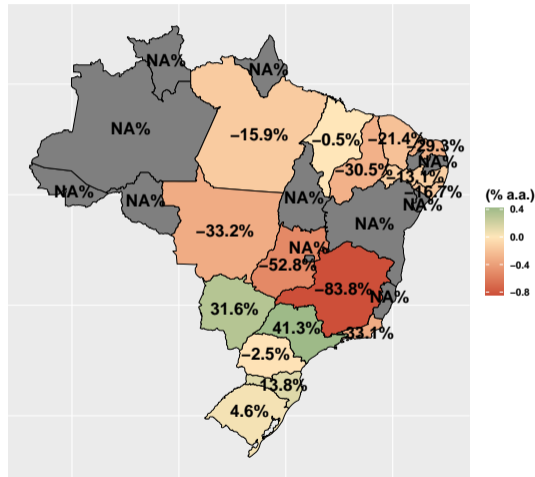 NA%
NA%
NA%
−15.9%
−0.5%
−21.4%
−29.3%
NA%
−30.5%
−13.1%
−16.7%
NA%
NA%
NA%
NA%
NA%
−33.2%
NA%
−52.8%
−83.8%
NA%
31.6%
41.3%
−33.1%
−2.5%
13.8%
4.6%
(% a.a.)
0.4
0.0
−0.4
−0.8